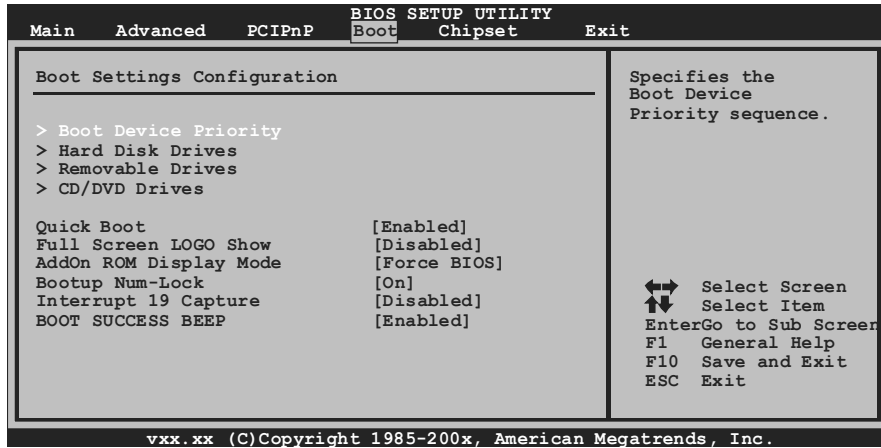 BIOS SETUP UTILITY
Main Advanced PCIPnP Boot Chipset Exit
Boot Settings Configuration
> Boot Device Priority
> Hard Disk Drives
> Removable Drives
> CD/DVD Drives
Quick Boot [Enabled]
Full Screen LOGO Show [Disabled]
AddOn ROM Display Mode [Force BIOS]
Bootup Num-Lock [On]
Interrupt 19 Capture [Disabled]
BOOT SUCCESS BEEP [Enabled]
Specifies the
Boot Device
Priority sequence.
Select Screen
Select Item
EnterGo to Sub Screen
F1 General Help
F10 Save and Exit
ESC Exit
vxx.xx (C)Copyright 1985-200x, American Megatrends, Inc.